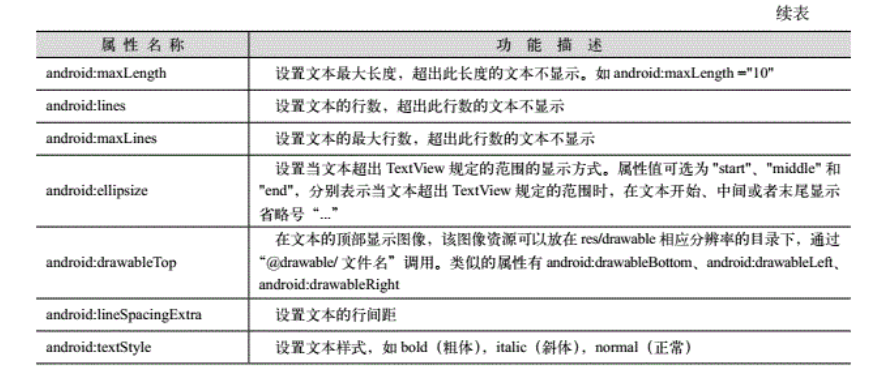 续表
属性名称 功能描述
android:maxLength 设置文本最大长度，超出此长度的文本不显示。如 android:maxLength ="10"
android:lines 设置文本的行数，超出此行数的文本不显示
android:maxLines 设置文本的最大行数，超出此行数的文本不显示
android:ellipsize 设置当文本超出 TextView 规定的范围的显示方式。属性值可选为 "start"、"middle" 和
"end"，分别表示当文本超出 TextView 规定的范围时，在文本开始、中间或者末尾显示
省略号“...”
android:drawableTop 在文本的顶部显示图像，该图像资源可以放在 res/drawable 相应分辨率的目录下，通过
“@drawable/ 文件名”调用。类似的属性有 android:drawableBottom、android:drawableLeft、
android:drawableRight
android:lineSpacingExtra 设置文本的行间距
android:textStyle 设置文本样式，如 bold（粗体），italic（斜体），normal（正常）